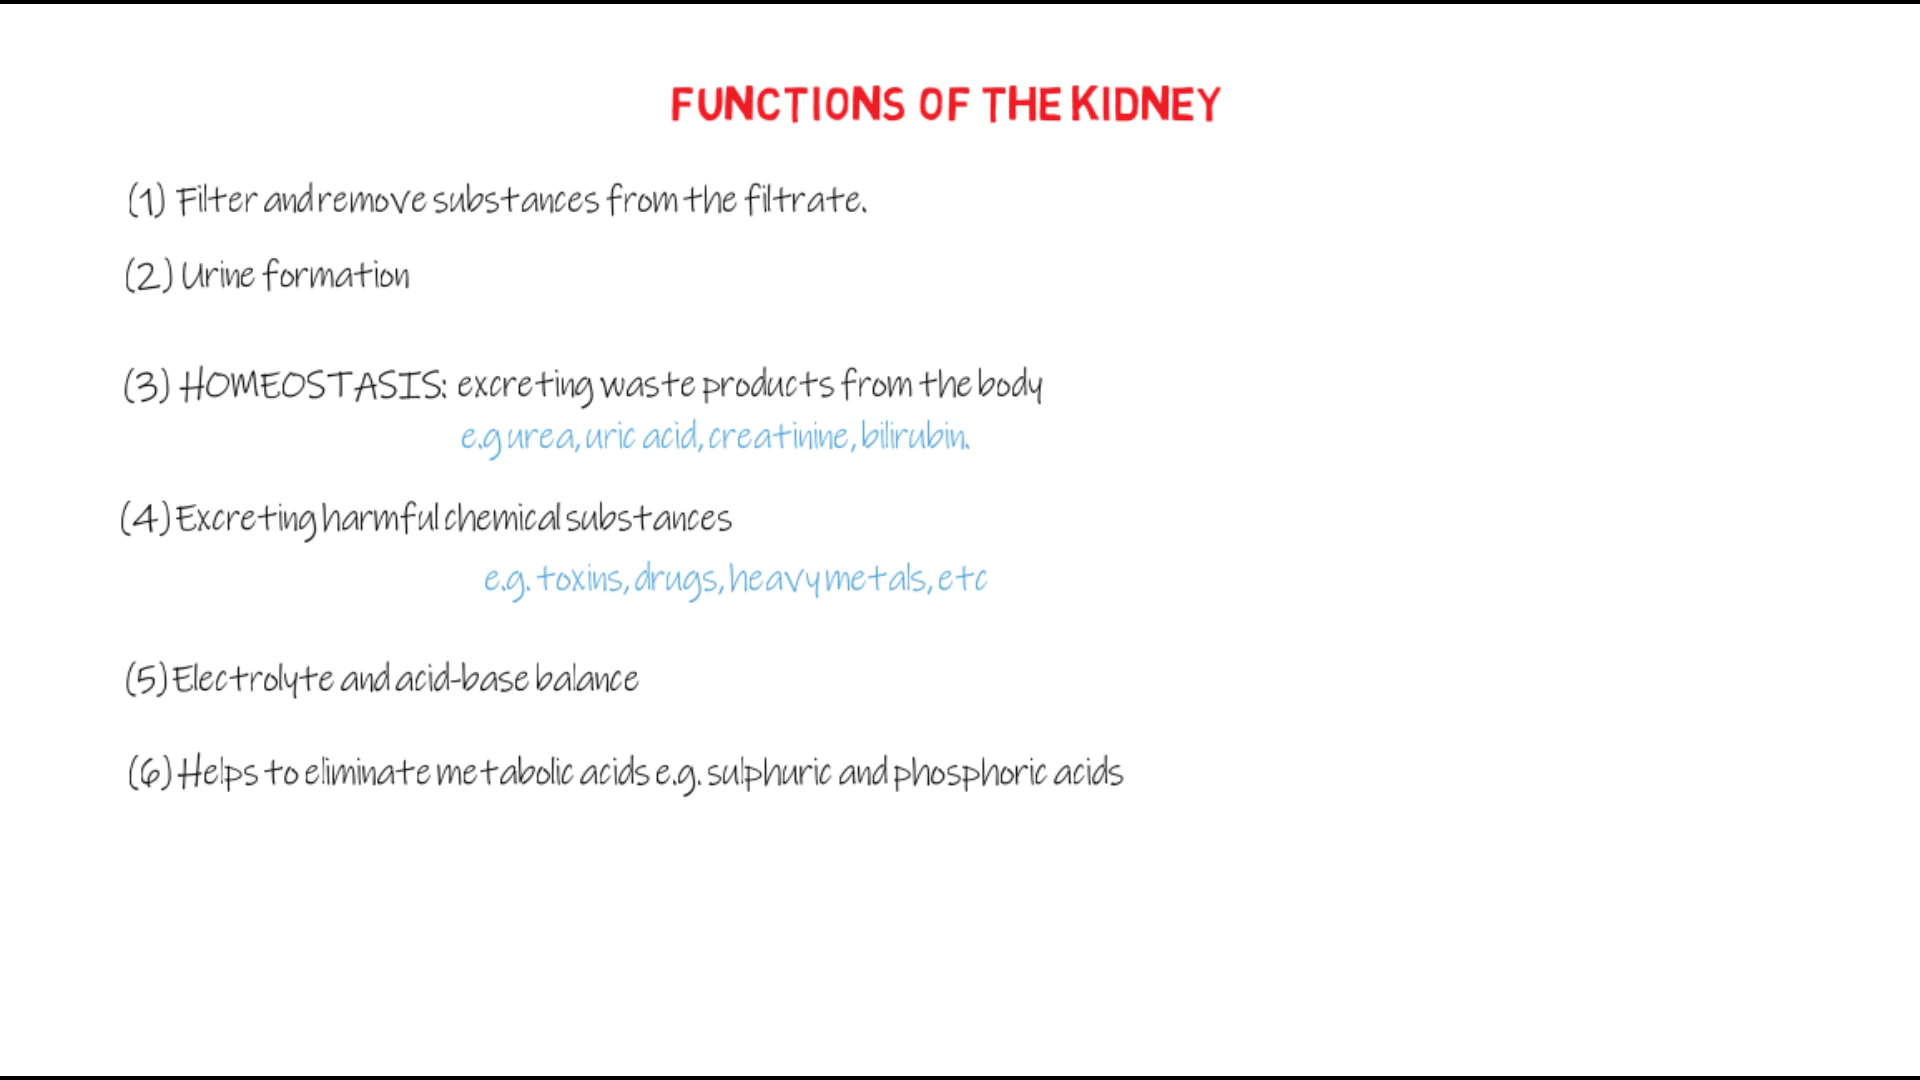 FUNCTIONS OF THE KIDNEY
(1) Filter and remove substances from the filtrate.
(2) Urine formation
(3) HOMEOSTASIS: excreting waste products from the body
e.g urea, uric acid, creatinine, bilirubin.
(4) Excreting harmful chemical substances
e.g. toxins, drugs, heavy metals, etc
(5) Electrolyte and acid-base balance
(6) Helps to eliminate metabolic acids e.g. sulphuric and phosphoric acids